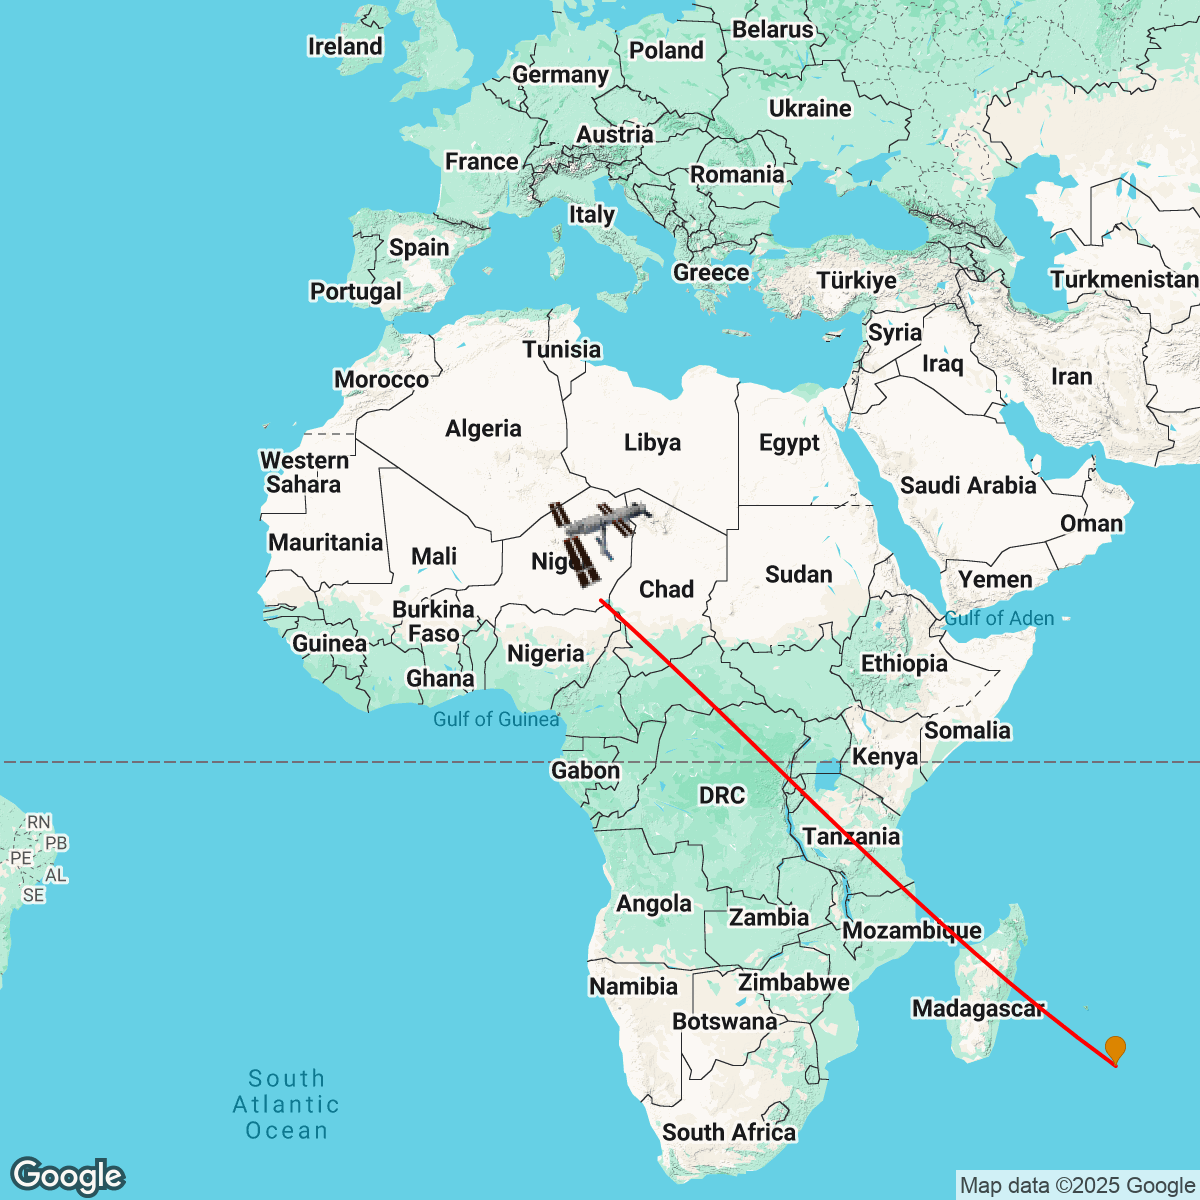 Belarus
Ireland
Poland
Germany
Ukraine
Austria
France
Romania
Italy
Spain
Greece
Türkiye
Turkmenistan
Portugal
Syria
Tunisia
Iraq
Morocco
Iran
Algeria
Libya
Egypt
Western
Sahara
Saudi Arabia
Oman
Mauritania
Mali
Nige
Chad
Sudan
Yemen
Burkina
Faso
Gulf of Aden
Guinea
Nigeria
Ethiopia
Ghana
Gulf of Guinea
Somalia
Kenya
Gabon
DRC
RN
PB
PE
AL
SE
Tanzania
Angola
Zambia
Mozambique
Namibia
Zimbabwe
Madagascar
Botswana
South
Atlantic
Ocean
South Africa
Google
Map data ©2025 Google